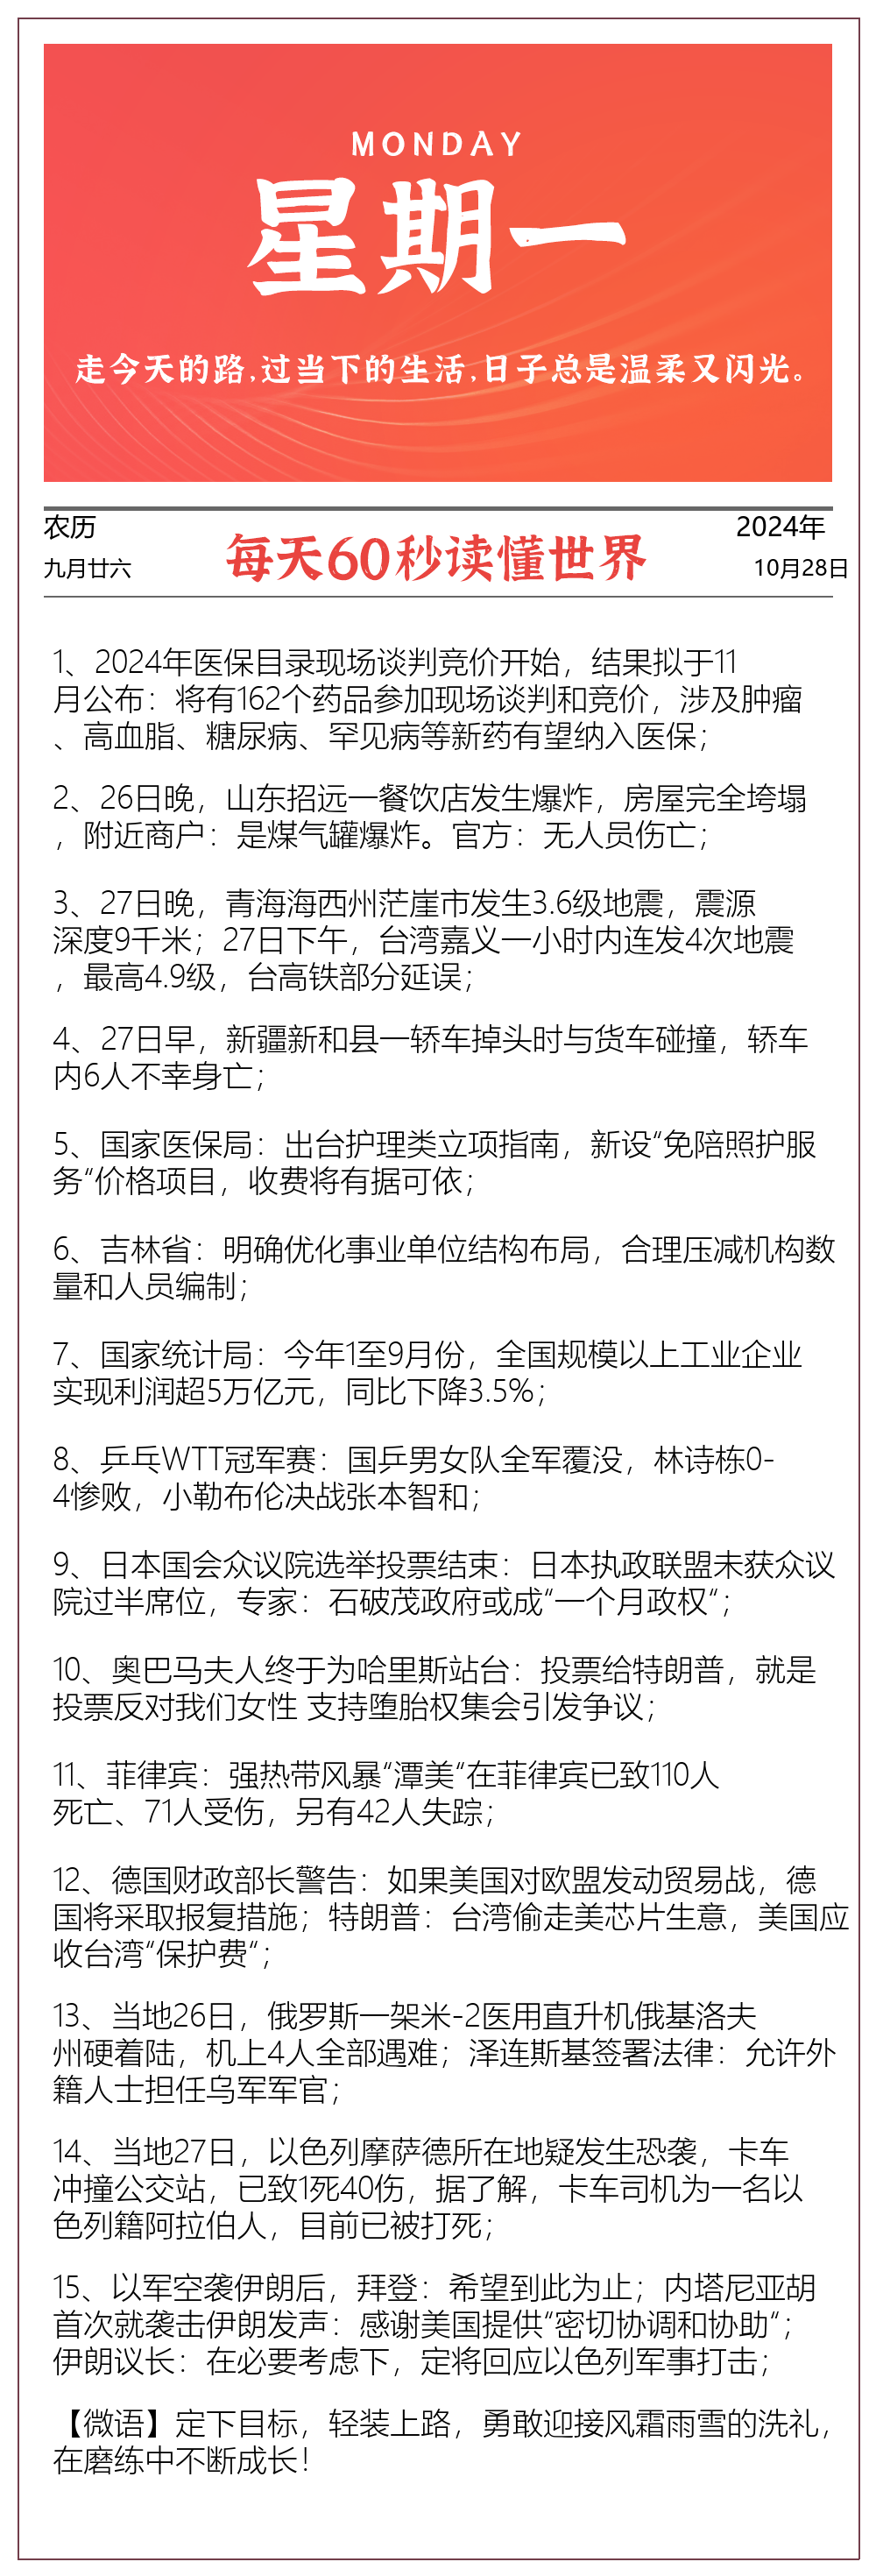 MONDAY
星期一
走今天的路,过当下的生活,日子总是温柔又闪光。
农历
九月廿六
每天60秒读懂世界
2024年
10月28日
1、2024年医保目录现场谈判竞价开始，结果拟于11
月公布：将有162个药品参加现场谈判和竞价，涉及肿瘤
、高血脂、糖尿病、罕见病等新药有望纳入医保；
2、26日晚，山东招远一餐饮店发生爆炸，房屋完全垮塌
，附近商户：是煤气罐爆炸。官方：无人员伤亡；
3、27日晚，青海海西州茫崖市发生3.6级地震，震源
深度9千米；27日下午，台湾嘉义一小时内连发4次地震
，最高4.9级，台高铁部分延误；
4、27日早，新疆新和县一轿车掉头时与货车碰撞，轿车
内6人不幸身亡；
5、国家医保局：出台护理类立项指南，新设“免陪照护服
务“价格项目，收费将有据可依；
6、吉林省：明确优化事业单位结构布局，合理压减机构数
量和人员编制；
7、国家统计局：今年1至9月份，全国规模以上工业企业
实现利润超5万亿元，同比下降3.5%；
8、乒乓WTT冠军赛：国乒男女队全军覆没，林诗栋0-
4惨败，小勒布伦决战张本智和；
9、日本国会众议院选举投票结束：日本执政联盟未获众议
院过半席位，专家：石破茂政府或成“一个月政权“；
10、奥巴马夫人终于为哈里斯站台：投票给特朗普，就是
投票反对我们女性 支持堕胎权集会引发争议；
11、菲律宾：强热带风暴“潭美“在菲律宾已致110人
死亡、71人受伤，另有42人失踪；
12、德国财政部长警告：如果美国对欧盟发动贸易战，德
国将采取报复措施；特朗普：台湾偷走美芯片生意，美国应
收台湾“保护费“；
13、当地26日，俄罗斯一架米-2医用直升机俄基洛夫
州硬着陆，机上4人全部遇难；泽连斯基签署法律：允许外
籍人士担任乌军军官；
14、当地27日，以色列摩萨德所在地疑发生恐袭，卡车
冲撞公交站，已致1死40伤，据了解，卡车司机为一名以
色列籍阿拉伯人，目前已被打死；
15、以军空袭伊朗后，拜登：希望到此为止；内塔尼亚胡
首次就袭击伊朗发声：感谢美国提供“密切协调和协助“；
伊朗议长：在必要考虑下，定将回应以色列军事打击；
【微语】定下目标，轻装上路，勇敢迎接风霜雨雪的洗礼，
在磨练中不断成长！